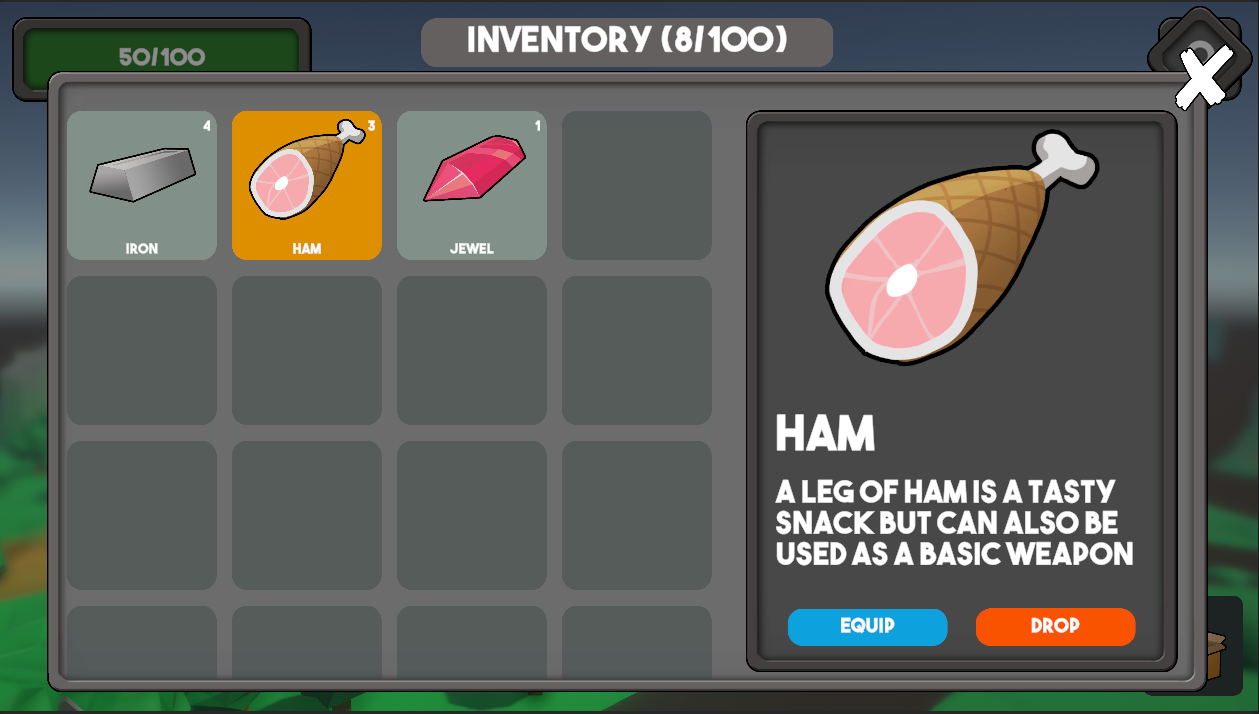 50/100
INVENTORY (8/100)
4
3
1
IRON
HAM
JEWEL
HAM
A LEG OF HAM IS A TASTY
SNACK BUT CAN ALSO BE
USED AS A BASIC WEAPON
EQUIP
DROP